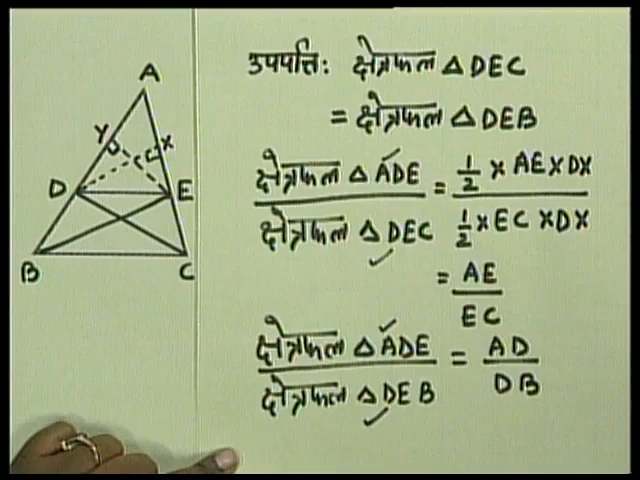 A
Y
X
D
E
B
C
उपपत्ति: क्षेत्रफल △ DEC
= क्षेत्रफल △ DEB
क्षेत्रफल △ ADE = 1/2 × AE × DX
क्षेत्रफल △ DEC 1/2 × EC × DX
= AE
EC
क्षेत्रफल △ ADE = AD
क्षेत्रफल △ DEB DB